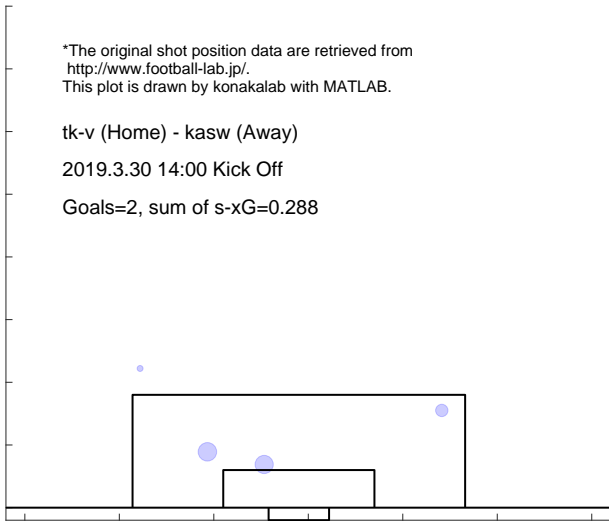 *The original shot position data are retrieved from
http://www.football-lab.jp/.
This plot is drawn by konakalab with MATLAB.
tk-v (Home) - kasw (Away)
2019.3.30 14:00 Kick Off
Goals=2, sum of s-xG=0.288